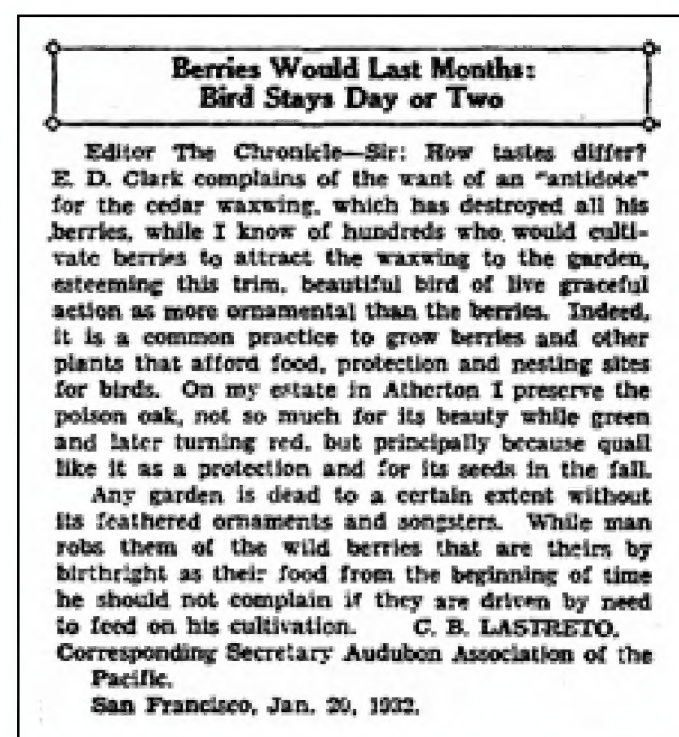 Berries Would Last Months:
Bird Stays Day or Two
Editor The Chronicle—Sir: How tastes differ?
E. D. Clark complains of the want of an "antidote"
for the cedar waxwing, which has destroyed all his
berries, while I know of hundreds who would culti-
vate berries to attract the waxwing to the garden,
esteeming this trim, beautiful bird of live graceful
action as more ornamental than the berries. Indeed,
it is a common practice to grow berries and other
plants that afford food, protection and nesting sites
for birds. On my estate in Atherton I preserve the
poison oak, not so much for its beauty while green
and later turning red, but principally because quail
like it as a protection and for its seeds in the fall.
Any garden is dead to a certain extent without
its feathered ornaments and songsters. While man
robs them of the wild berries that are theirs by
birthright as their food from the beginning of time
he should not complain if they are driven by need
to feed on his cultivation. C. B. LASTRETO.
Corresponding Secretary Audubon Association of the
Pacific.
San Francisco, Jan. 20, 1932.